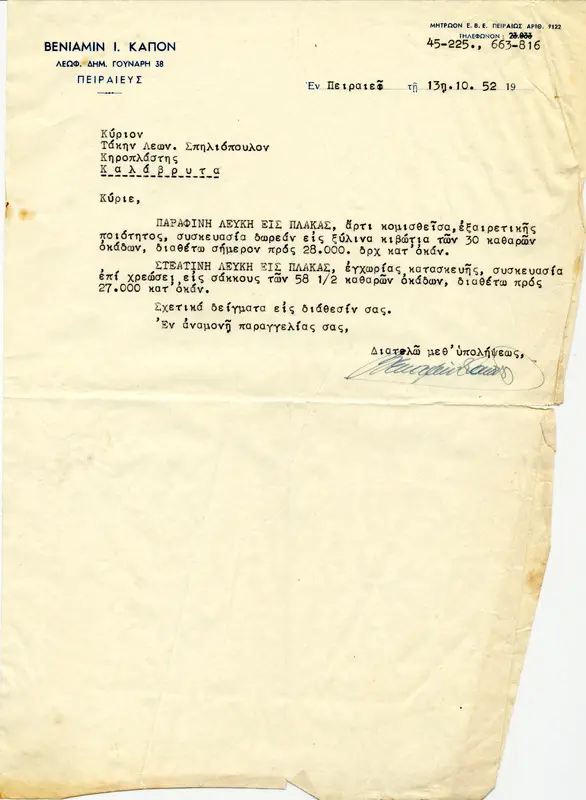 ΜΗΤΡΩΟΝ Ε. Β. Ε. ΠΕΙΡΑΙΩΣ ΑΡΙΘ. 9122
ΤΗΛΕΦΩΝΟΝ :
45-225., 663-816
ΒΕΝΙΑΜΙΝ Ι. ΚΑΠΟΝ
ΛΕΩΦ. ΔΗΜ. ΓΟΥΝΑΡΗ 38
ΠΕΙΡΑΙΕΥΣ
Ἐν Πειραιεῖ τῇ 13η.10. 52 19
Κύριον
Τάκην Λεων. Σπηλιόπουλον
Κηροπλάστης
Κ α λ ά β ρ υ τ α
Κύριε,
ΠΑΡΑΦΙΝΗ ΛΕΥΚΗ ΕΙΣ ΠΛΑΚΑΣ, ἄρτι κομισθεῖσα,ἐξαιρετικῆς
ποιότητος, συσκευασία δωρεάν εἰς ξύλινα κιβώτια τῶν 30 καθαρῶν
ὀκάδων, διαθέτω σήμερον πρός 28.000. δρχ κατ'ὀκάν.
ΣΤΕΑΤΙΝΗ ΛΕΥΚΗ ΕΙΣ ΠΛΑΚΑΣ, ἐγχωρίας κατασκευῆς, συσκευασία
ἐπί χρεώσει,εἰς σάκκους τῶν 58 1/2 καθαρῶν ὀκάδων, διαθέτω πρός
27.000 κατ'ὀκάν.
Σχετικά δείγματα εἰς διάθεσίν σας.
Ἐν ἀναμονῇ παραγγελίας σας,
Διατελῶ μεθ'ὑπολήψεως,